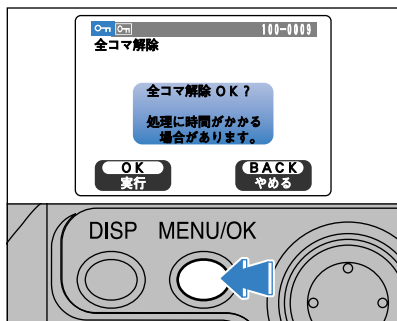 100-0009
全コマ解除
全コマ解除 OK?
処理に時間がかかる
場合があります。
OK BACK
実行 やめる
DISP MENU/OK